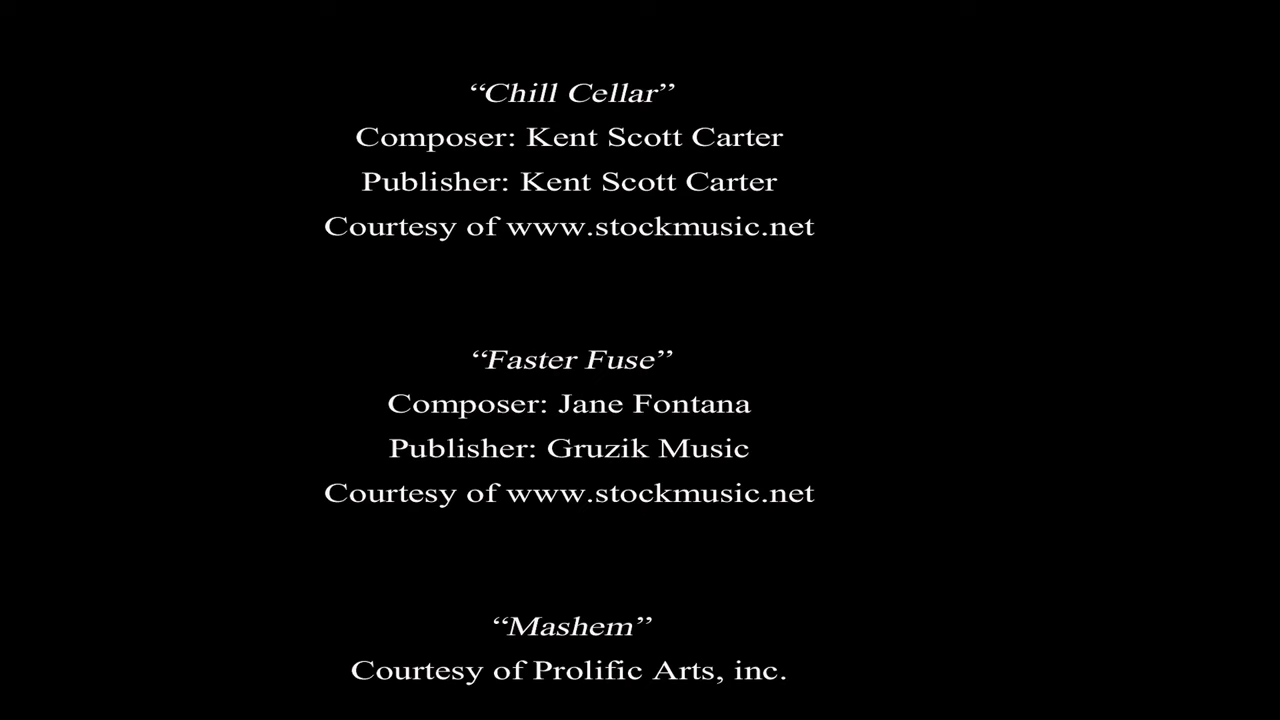 “Chill Cellar”
Composer: Kent Scott Carter
Publisher: Kent Scott Carter
Courtesy of www.stockmusic.net
“Faster Fuse”
Composer: Jane Fontana
Publisher: Gruzik Music
Courtesy of www.stockmusic.net
“Mashem”
Courtesy of Prolific Arts, inc.